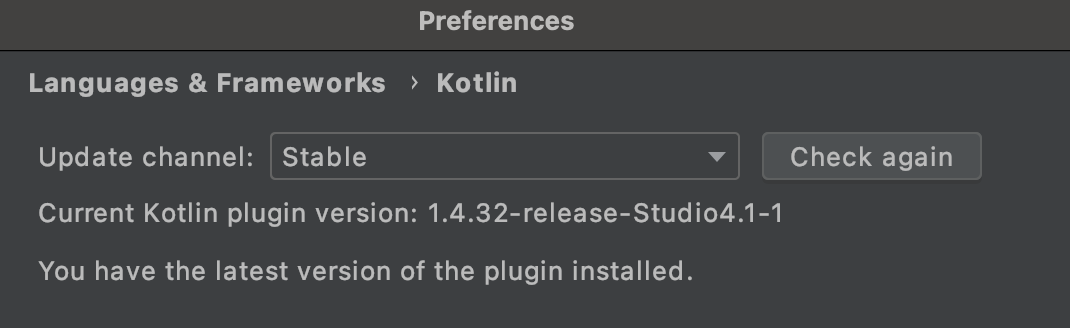 Preferences
Languages & Frameworks › Kotlin
Update channel: Stable Check again
Current Kotlin plugin version: 1.4.32-release-Studio4.1-1
You have the latest version of the plugin installed.